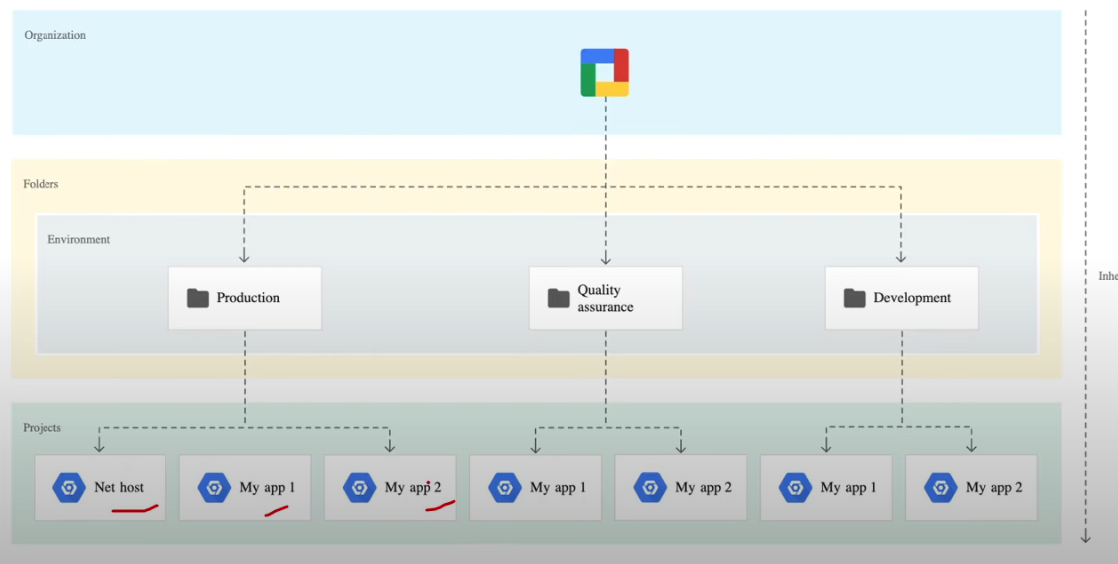 Organization
Folders
Environment
Production
Quality
assurance
Development
Inhe
Projects
Net host
My app 1
My app 2
My app 1
My app 2
My app 1
My app 2